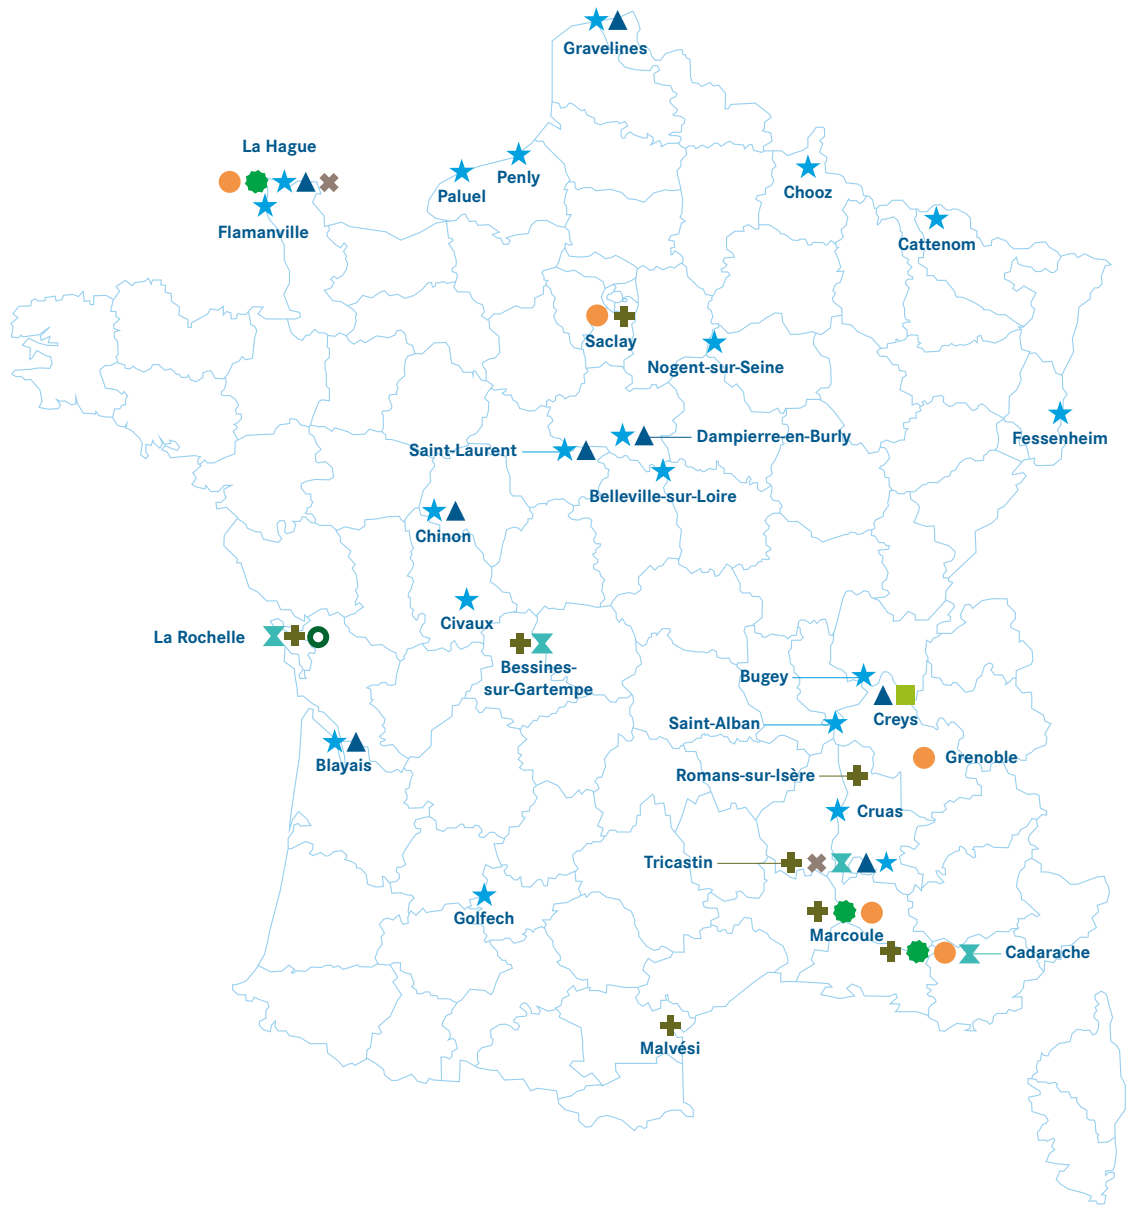 Gravelines
La Hague
Penly
Paluel
Chooz
Flamanville
Cattenom
Saclay
Nogent-sur-Seine
Dampierre-en-Burly
Fessenheim
Saint-Laurent
Belleville-sur-Loire
Chinon
Civaux
La Rochelle
Bessines-
sur-Gartempe
Bugey
Creys
Saint-Alban
Grenoble
Blayais
Romans-sur-Isère
Cruas
Tricastin
Golfech
Marcoule
Cadarache
Malvési